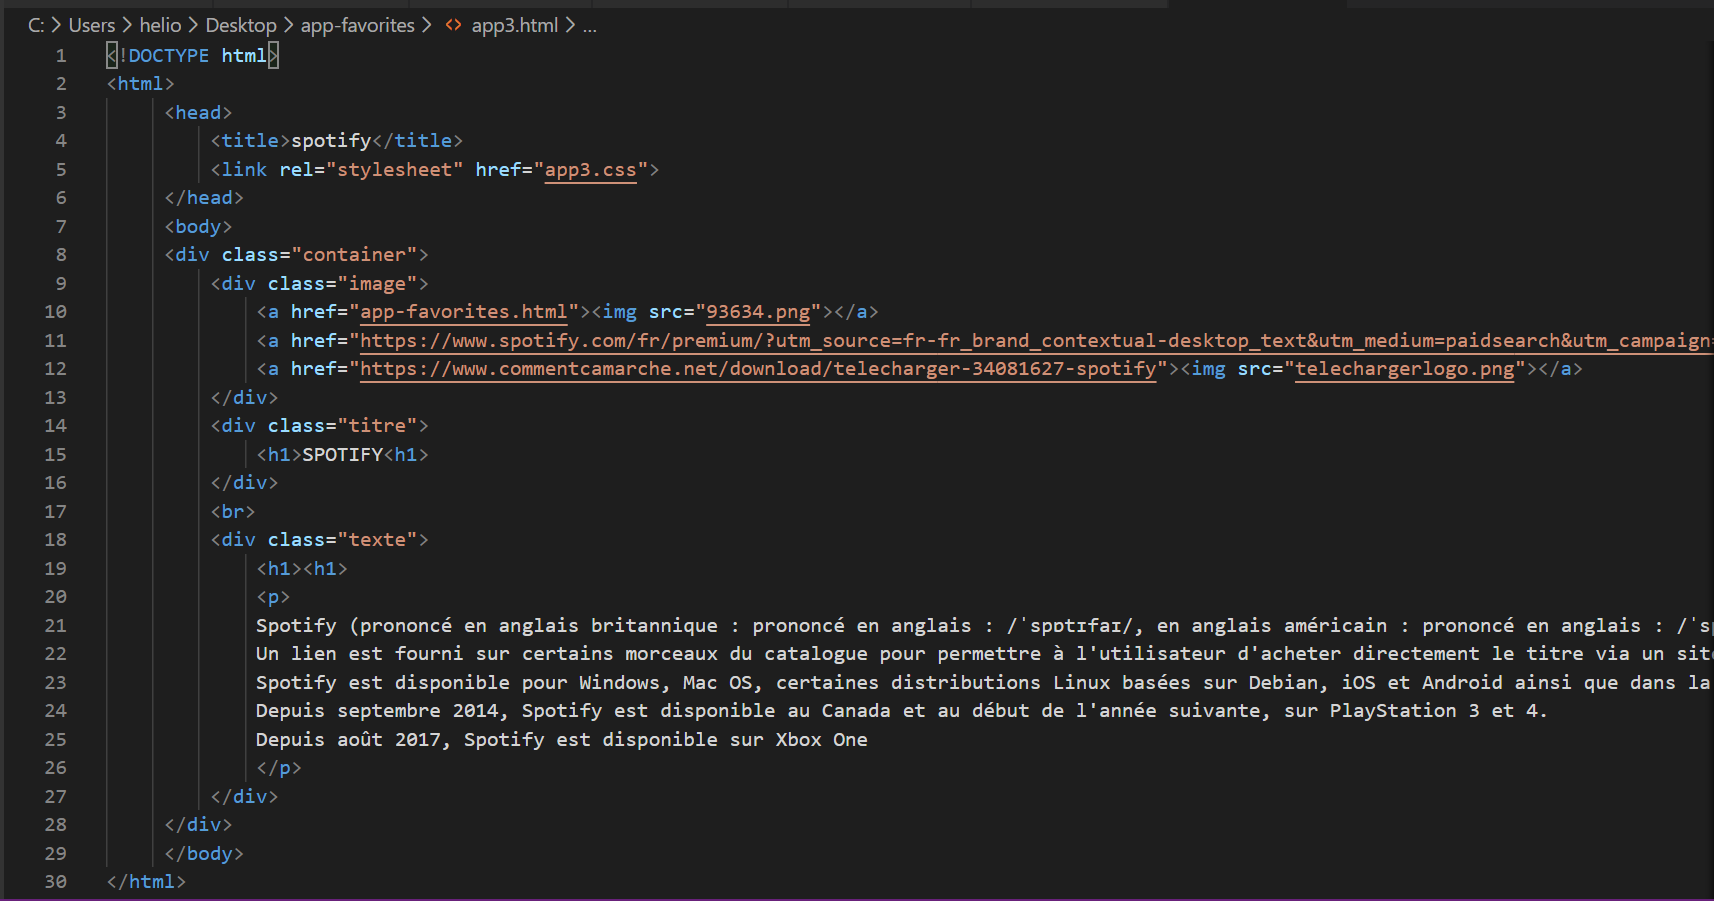 C: > Users > helio > Desktop > app-favorites > <> app3.html > ...
1 <!DOCTYPE html>
2 <html>
3 <head>
4 <title>spotify</title>
5 <link rel="stylesheet" href="app3.css">
6 </head>
7 <body>
8 <div class="container">
9 <div class="image">
10 <a href="app-favorites.html"><img src="93634.png"></a>
11 <a href="https://www.spotify.com/fr/premium/?utm_source=fr-fr_brand_contextual-desktop_text&utm_medium=paidsearch&utm_campaign=
12 <a href="https://www.commentcamarche.net/download/telecharger-34081627-spotify"><img src="telechargerlogo.png"></a>
13 </div>
14 <div class="titre">
15 <h1>SPOTIFY<h1>
16 </div>
17 <br>
18 <div class="texte">
19 <h1><h1>
20 <p>
21 Spotify (prononcé en anglais britannique : prononcé en anglais : /ˈspɒtɪfaɪ/, en anglais américain : prononcé en anglais : /ˈsp
22 Un lien est fourni sur certains morceaux du catalogue pour permettre à l'utilisateur d'acheter directement le titre via un site
23 Spotify est disponible pour Windows, Mac OS, certaines distributions Linux basées sur Debian, iOS et Android ainsi que dans la
24 Depuis septembre 2014, Spotify est disponible au Canada et au début de l'année suivante, sur PlayStation 3 et 4.
25 Depuis août 2017, Spotify est disponible sur Xbox One
26 </p>
27 </div>
28 </div>
29 </body>
30 </html>